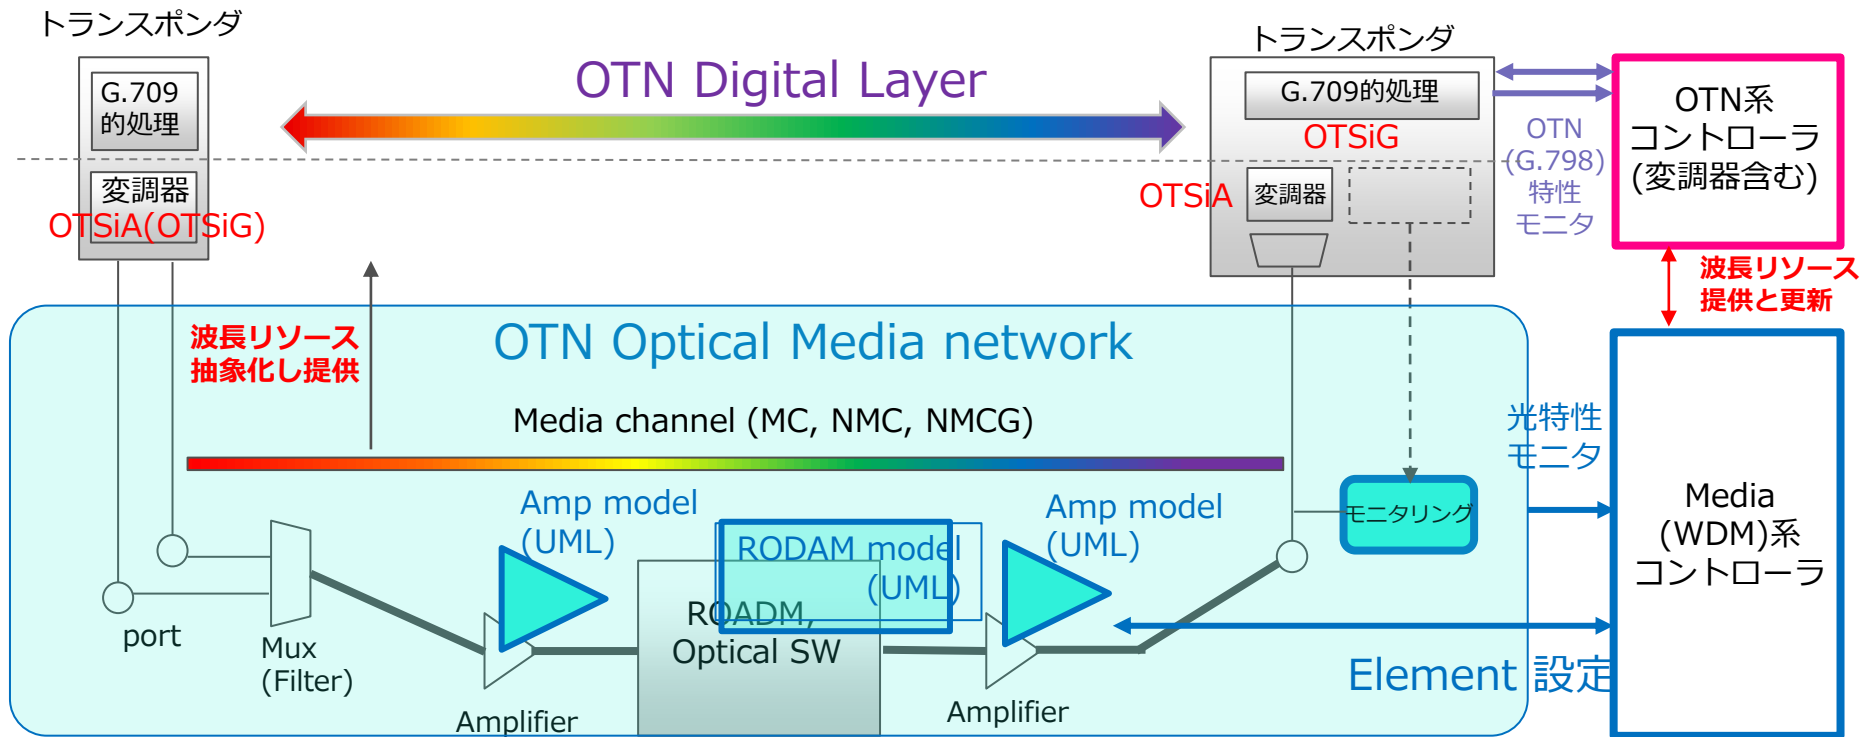 トランスポンダ
G.709
的処理
変調器
OTSiA(OTSiG)
OTN Digital Layer
トランスポンダ
G.709的処理
OTSiG
OTSiA
変調器
OTN
(G.798)
特性
モニタ
OTN系
コントローラ
(変調器含む)
波長リソース
提供と更新
波長リソース
抽象化し提供
OTN Optical Media network
Media channel (MC, NMC, NMCG)
光特性
モニタ
Amp model
(UML)
RODAM model
(UML)
Amp model
(UML)
モニタリング
Media
(WDM)系
コントローラ
port
Mux
(Filter)
ROADM,
Optical SW
Amplifier
Amplifier
Element 設定